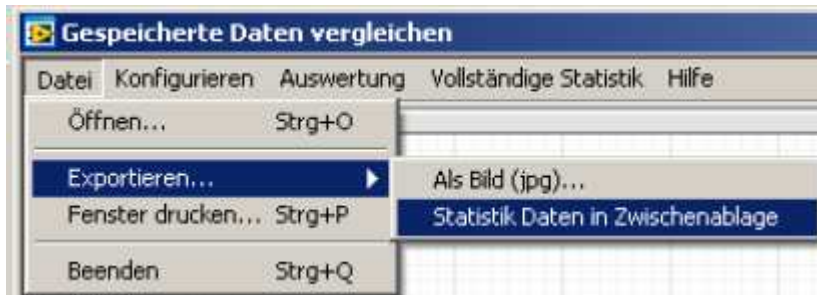 Gespeicherte Daten vergleichen
Datei Konfigurieren Auswertung Vollständige Statistik Hilfe
Öffnen... Strg+O
Exportieren...
Als Bild (jpg)...
Fenster drucken... Strg+P
Statistik Daten in Zwischenablage
Beenden Strg+Q